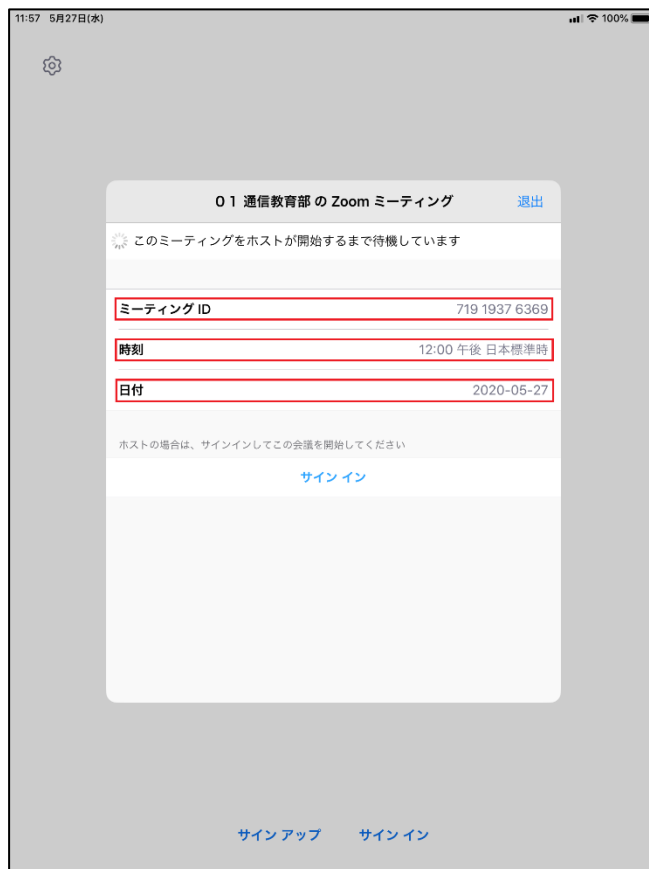 11:57 5月27日(水) 100%
01 通信教育部 の Zoom ミーティング 退出
このミーティングをホストが開始するまで待機しています
ミーティング ID 719 1937 6369
時刻 12:00 午後 日本標準時
日付 2020-05-27
ホストの場合は、サインインしてこの会議を開始してください
サイン イン
サイン アップ サイン イン